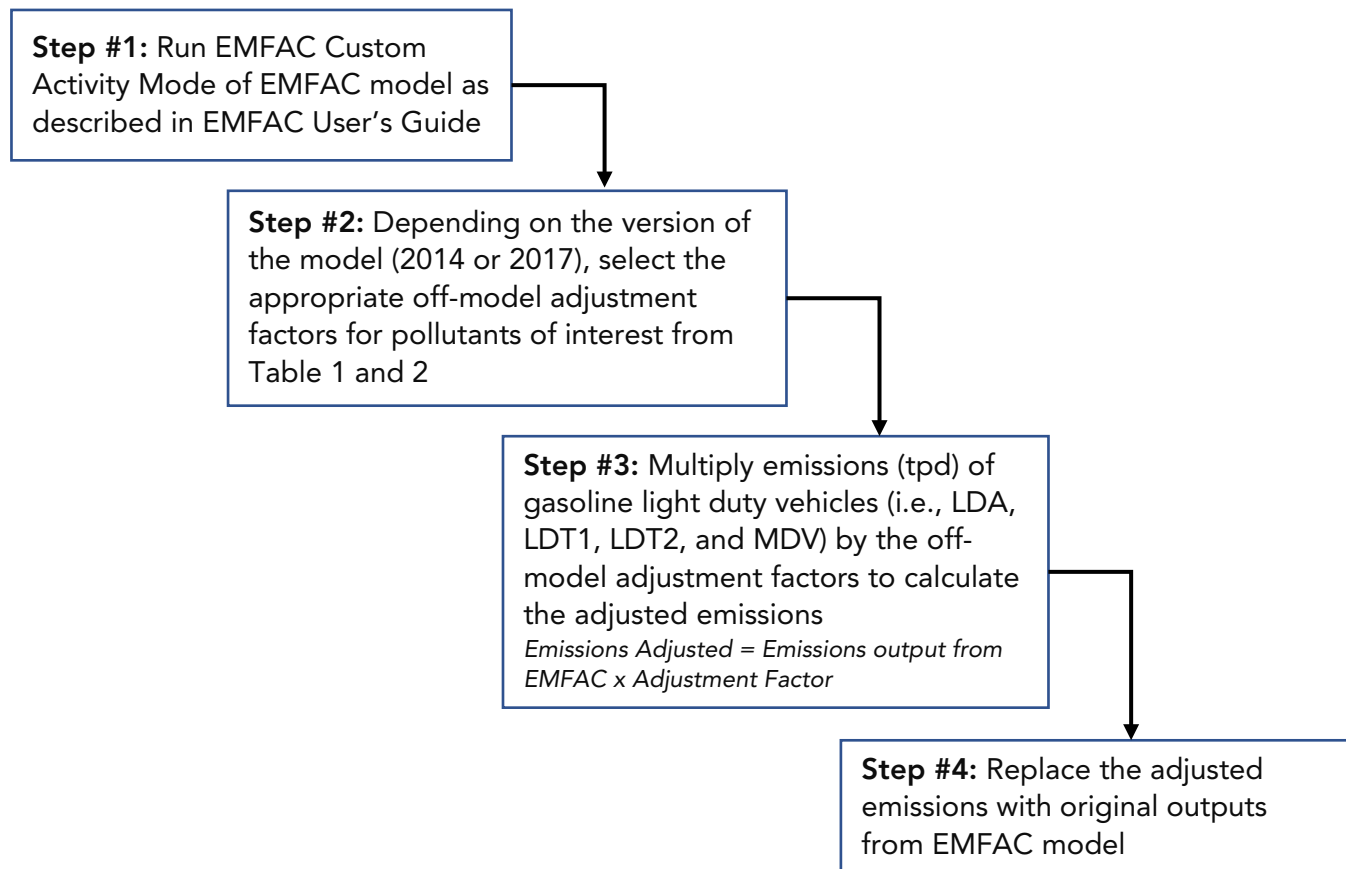 Step #1: Run EMFAC Custom
Activity Mode of EMFAC model as
described in EMFAC User's Guide
Step #2: Depending on the version of
the model (2014 or 2017), select the
appropriate off-model adjustment
factors for pollutants of interest from
Table 1 and 2
Step #3: Multiply emissions (tpd) of
gasoline light duty vehicles (i.e., LDA,
LDT1, LDT2, and MDV) by the off-
model adjustment factors to calculate
the adjusted emissions
Emissions Adjusted = Emissions output from
EMFAC x Adjustment Factor
Step #4: Replace the adjusted
emissions with original outputs
from EMFAC model